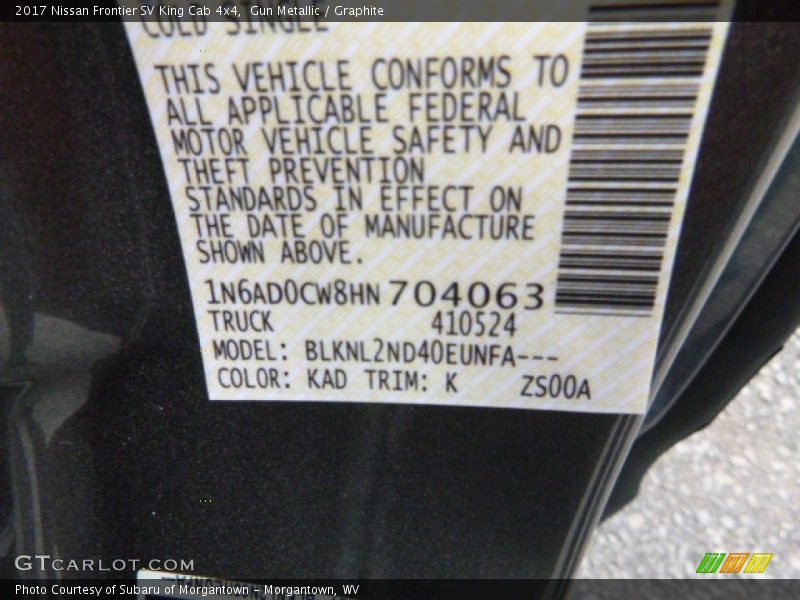 2017 Nissan Frontier SV King Cab 4x4, Gun Metallic / Graphite
COLD SINGLE
THIS VEHICLE CONFORMS TO
ALL APPLICABLE FEDERAL
MOTOR VEHICLE SAFETY AND
THEFT PREVENTION
STANDARDS IN EFFECT ON
THE DATE OF MANUFACTURE
SHOWN ABOVE.
1N6AD0CW8HN704063
TRUCK 410524
MODEL: BLKNL2ND40EUNFA---
COLOR: KAD TRIM: K ZS00A
GTCARLOT.COM
Photo Courtesy of Subaru of Morgantown - Morgantown, WV